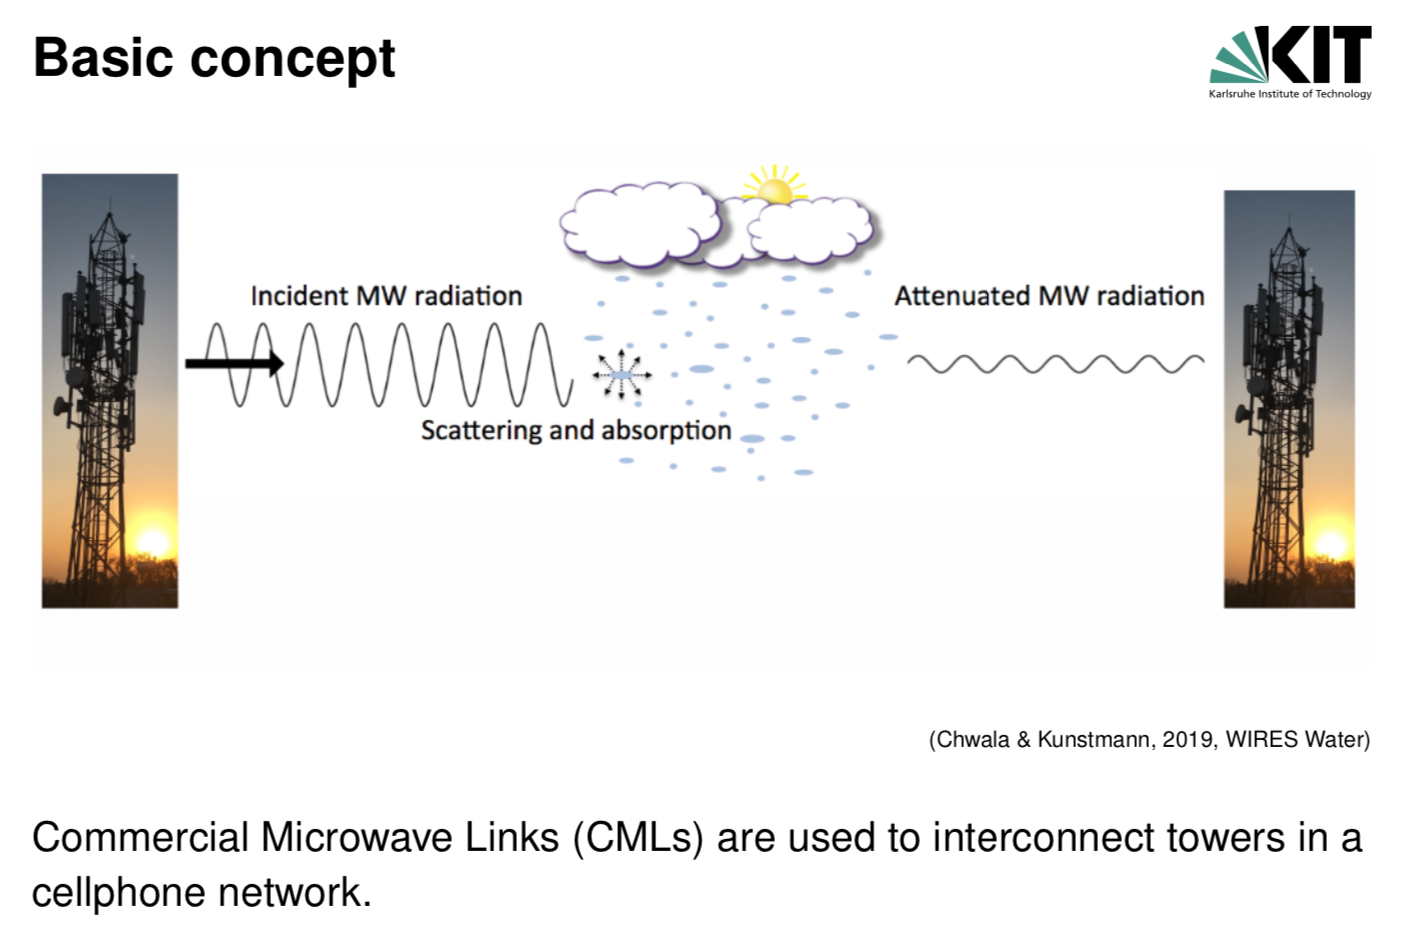 Basic concept
KIT
Karlsruhe Institute of Technology
Incident MW radiation
Attenuated MW radiation
Scattering and absorption
(Chwala & Kunstmann, 2019, WIRES Water)
Commercial Microwave Links (CMLs) are used to interconnect towers in a
cellphone network.